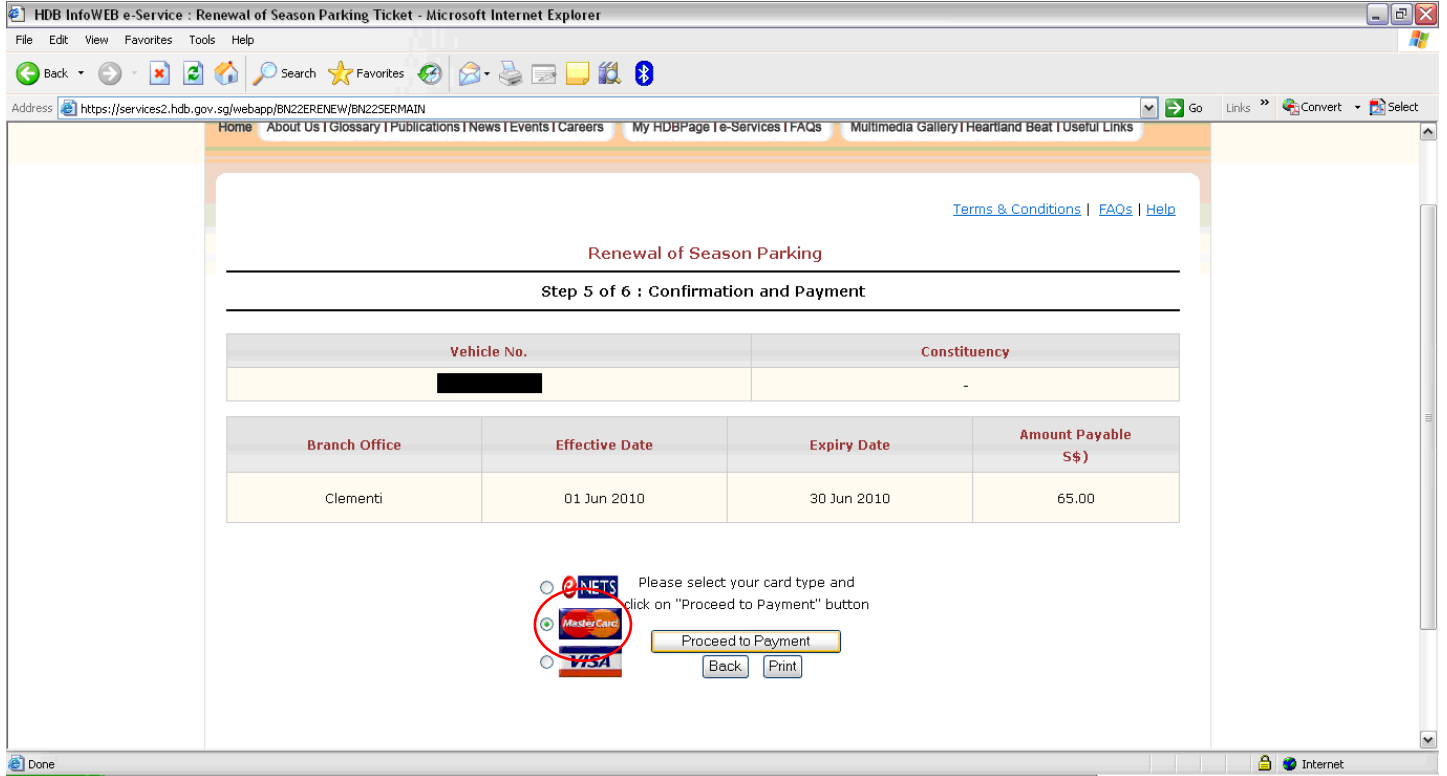 HDB InfoWEB e-Service : Renewal of Season Parking Ticket - Microsoft Internet Explorer
File Edit View Favorites Tools Help
Back Search Favorites
Address https://services2.hdb.gov.sg/webapp/BN22ERENEW/BN22SERMAIN Go Links » Convert Select
Home About Us | Glossary | Publications | News | Events | Careers My HDBPage | e-Services | FAQs Multimedia Gallery | Heartland Beat | Useful Links
Terms & Conditions | FAQs | Help
Renewal of Season Parking
Step 5 of 6 : Confirmation and Payment
Vehicle No. Constituency
-
Branch Office Effective Date Expiry Date Amount Payable
S$)
Clementi 01 Jun 2010 30 Jun 2010 65.00
eNETS Please select your card type and
click on "Proceed to Payment" button
MasterCard
Proceed to Payment
VISA Back Print
Done Internet